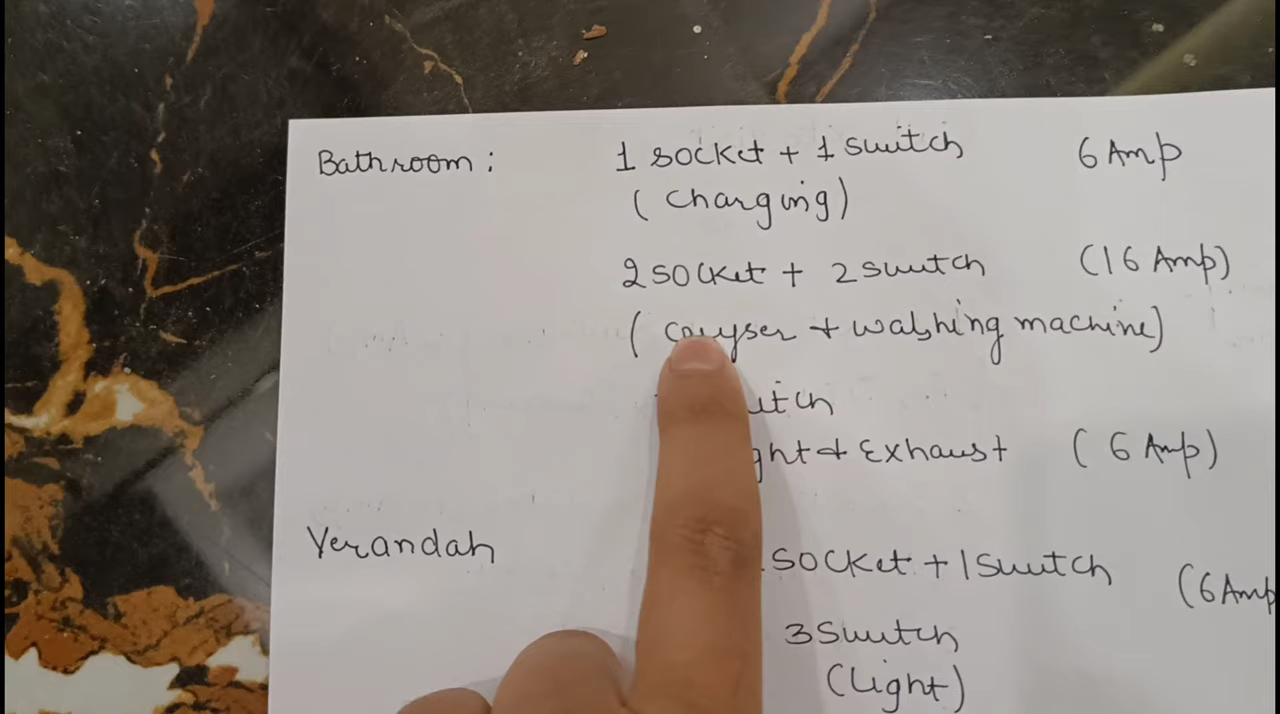 Bathroom : 1 socket + 1 switch 6 Amp
( charging )
2 socket + 2 switch (16 Amp)
( + washing machine)
& Exhaust ( 6 Amp)
Verandah socket + 1 switch (6 Amp
3 switch
(light)